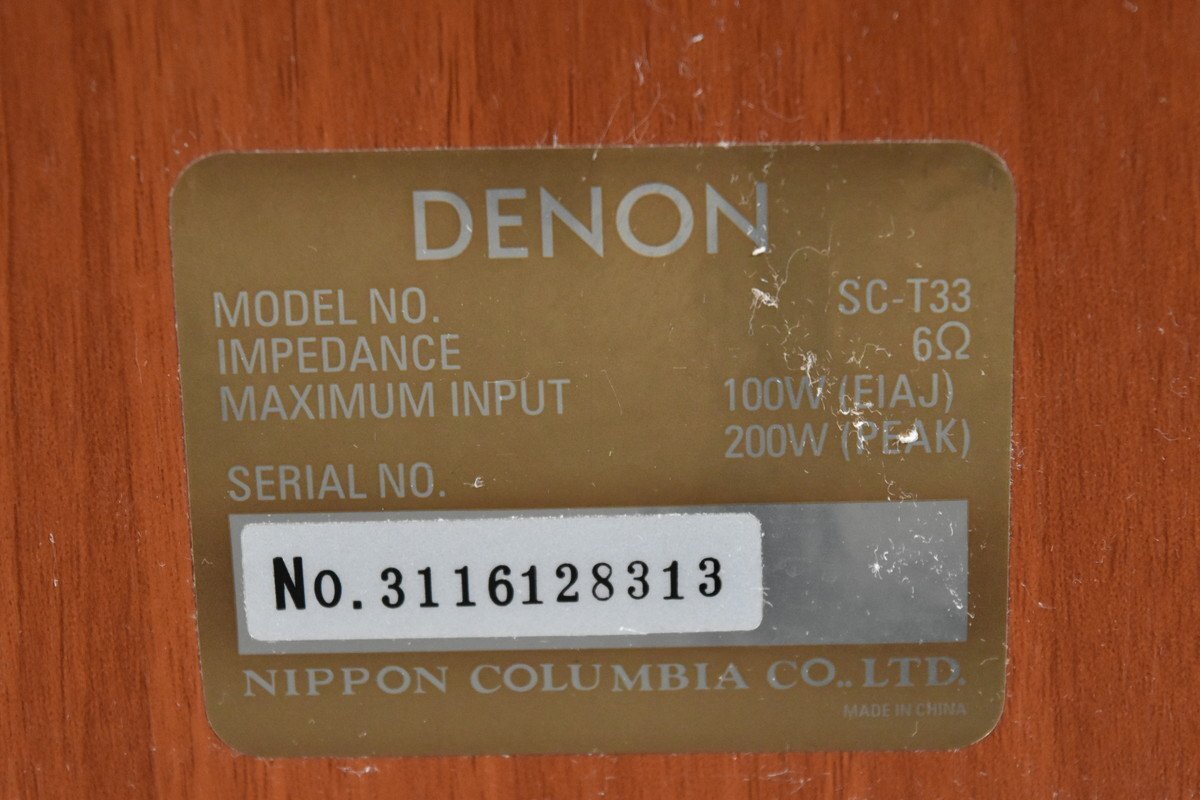 DENON
MODEL NO. SC-T33
IMPEDANCE 6Ω
MAXIMUM INPUT 100W (EIAJ)
200W (PEAK)
SERIAL NO.
No. 3116128313
NIPPON COLUMBIA CO., LTD.
MADE IN CHINA